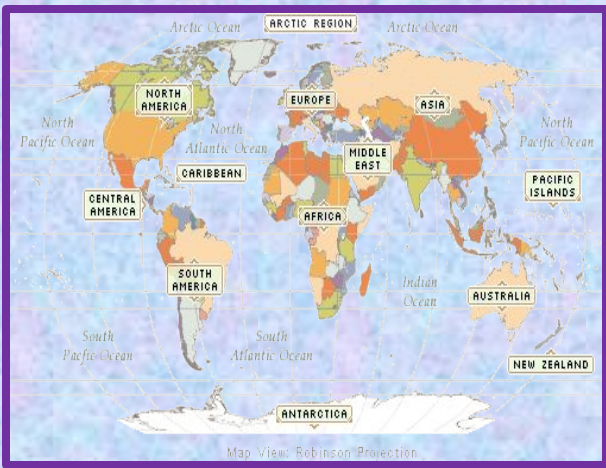 Arctic Ocean
ARCTIC REGION
Arctic Ocean
NORTH
AMERICA
EUROPE
ASIA
North
Pacific Ocean
North
Atlantic Ocean
North
Pacific Ocean
MIDDLE
EAST
CARIBBEAN
PACIFIC
ISLANDS
CENTRAL
AMERICA
AFRICA
SOUTH
AMERICA
Indian
Ocean
AUSTRALIA
South
Pacific Ocean
South
Atlantic Ocean
NEW ZEALAND
ANTARCTICA
Map View: Robinson Projection